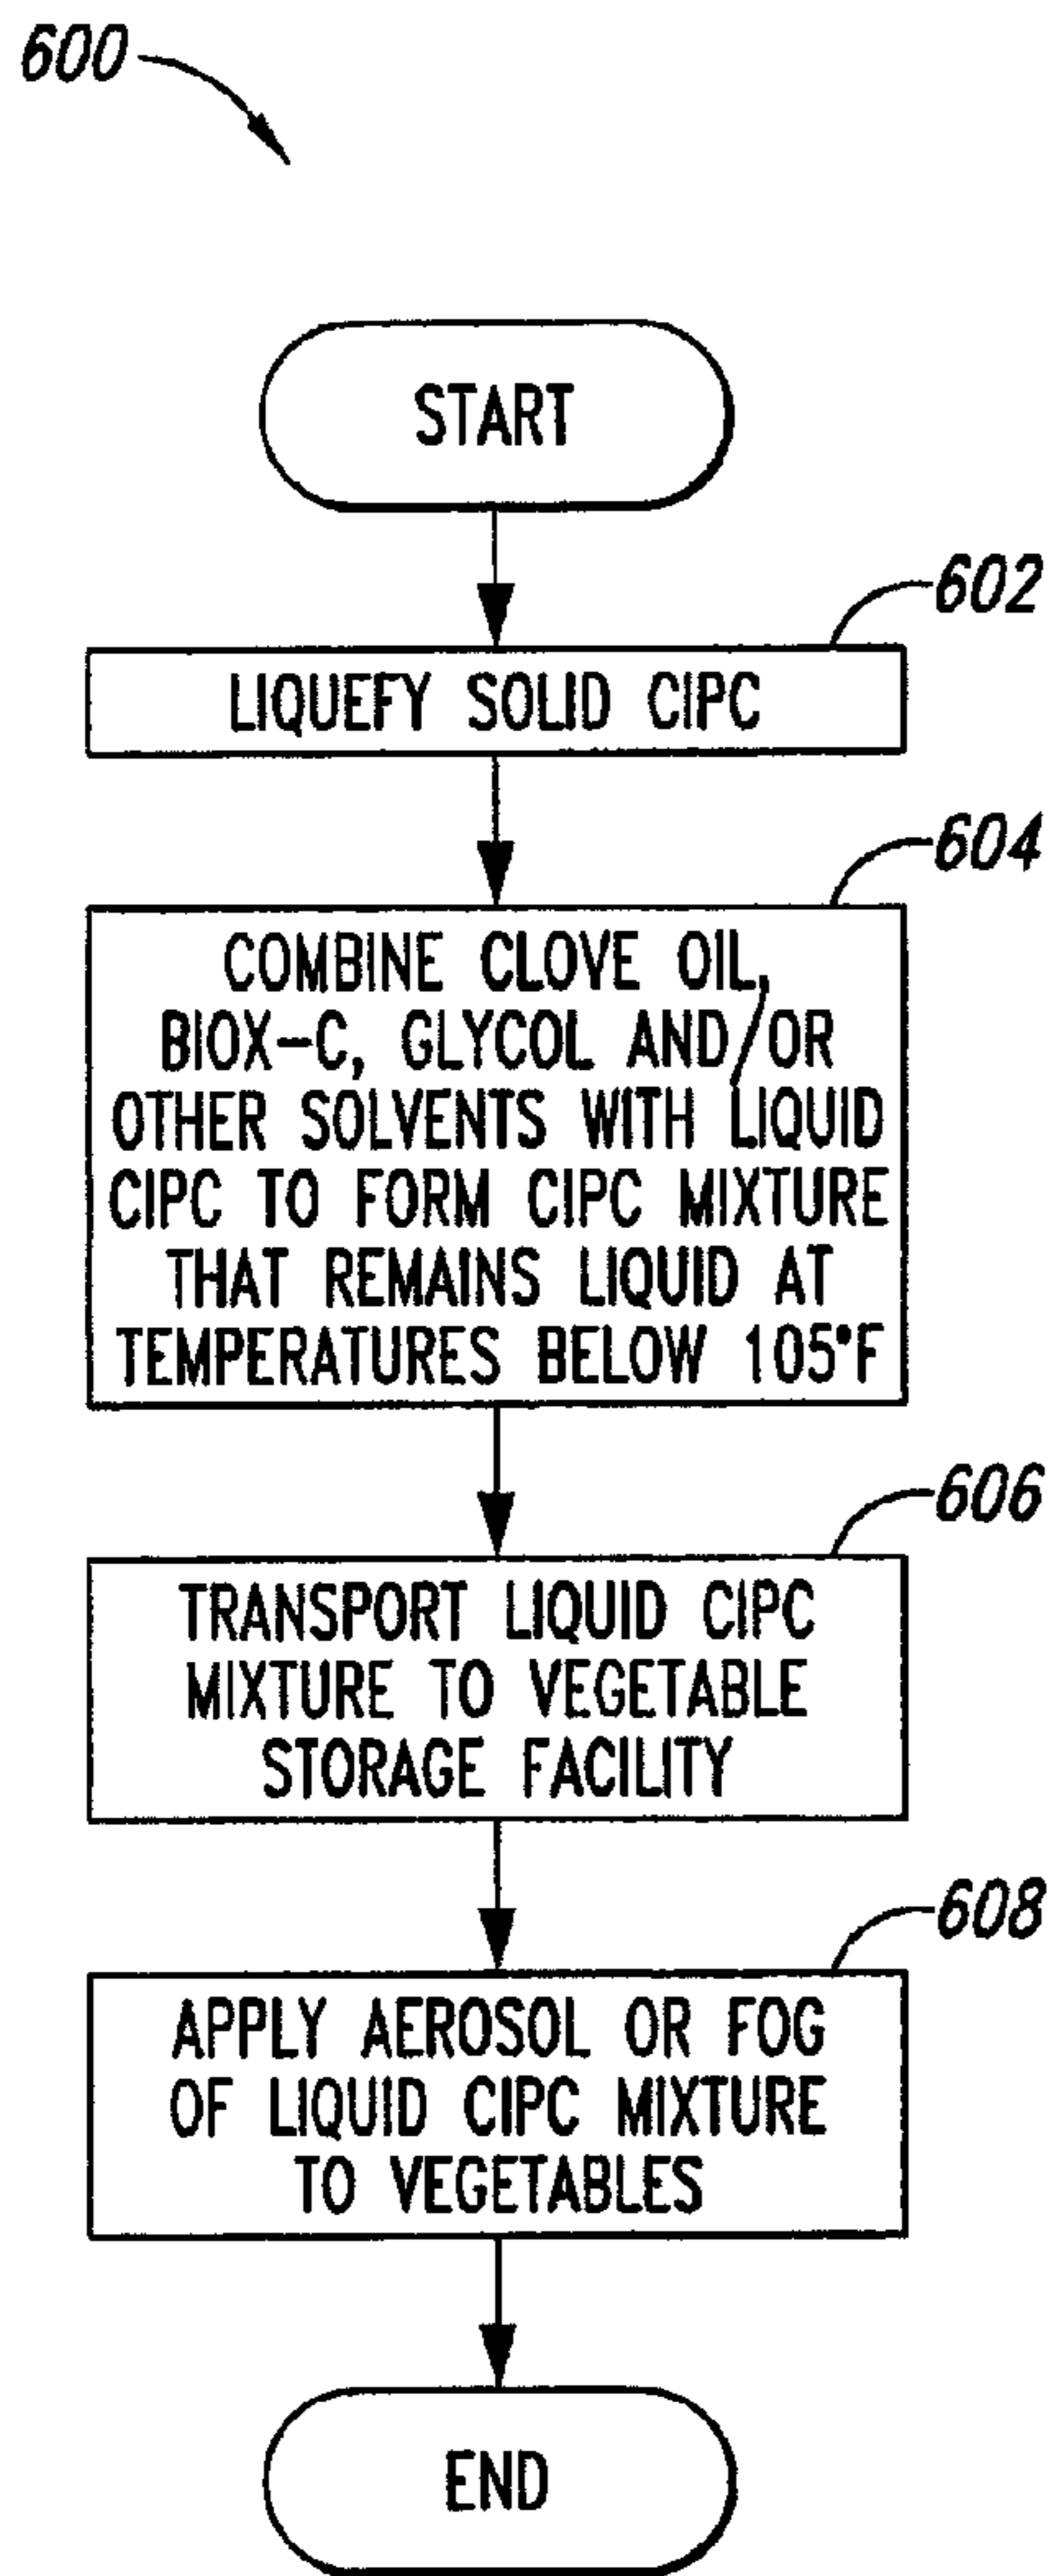 600
START
602
LIQUEFY SOLID CIPC
604
COMBINE CLOVE OIL,
BIOX-C, GLYCOL AND/OR
OTHER SOLVENTS WITH LIQUID
CIPC TO FORM CIPC MIXTURE
THAT REMAINS LIQUID AT
TEMPERATURES BELOW 105°F
606
TRANSPORT LIQUID CIPC
MIXTURE TO VEGETABLE
STORAGE FACILITY
608
APPLY AEROSOL OR FOG
OF LIQUID CIPC MIXTURE
TO VEGETABLES
END